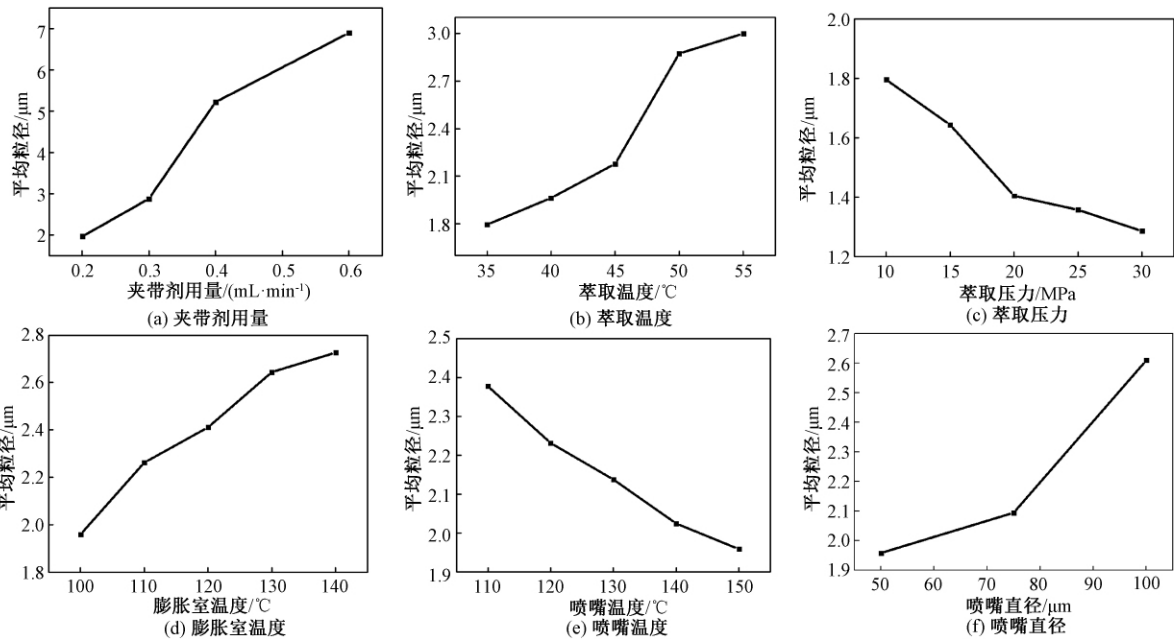 平均粒径/μm
7
6
5
4
3
2
0.2 0.3 0.4 0.5 0.6
夹带剂用量/(mL·min⁻¹)
(a) 夹带剂用量
平均粒径/μm
3.0
2.7
2.4
2.1
1.8
35 40 45 50 55
萃取温度/℃
(b) 萃取温度
平均粒径/μm
2.0
1.8
1.6
1.4
1.2
10 15 20 25 30
萃取压力/MPa
(c) 萃取压力
平均粒径/μm
2.8
2.6
2.4
2.2
2.0
1.8
100 110 120 130 140
膨胀室温度/℃
(d) 膨胀室温度
平均粒径/μm
2.5
2.4
2.3
2.2
2.1
2.0
1.9
110 120 130 140 150
喷嘴温度/℃
(e) 喷嘴温度
平均粒径/μm
2.7
2.6
2.5
2.4
2.3
2.2
2.1
2.0
1.9
50 60 70 80 90 100
喷嘴直径/μm
(f) 喷嘴直径